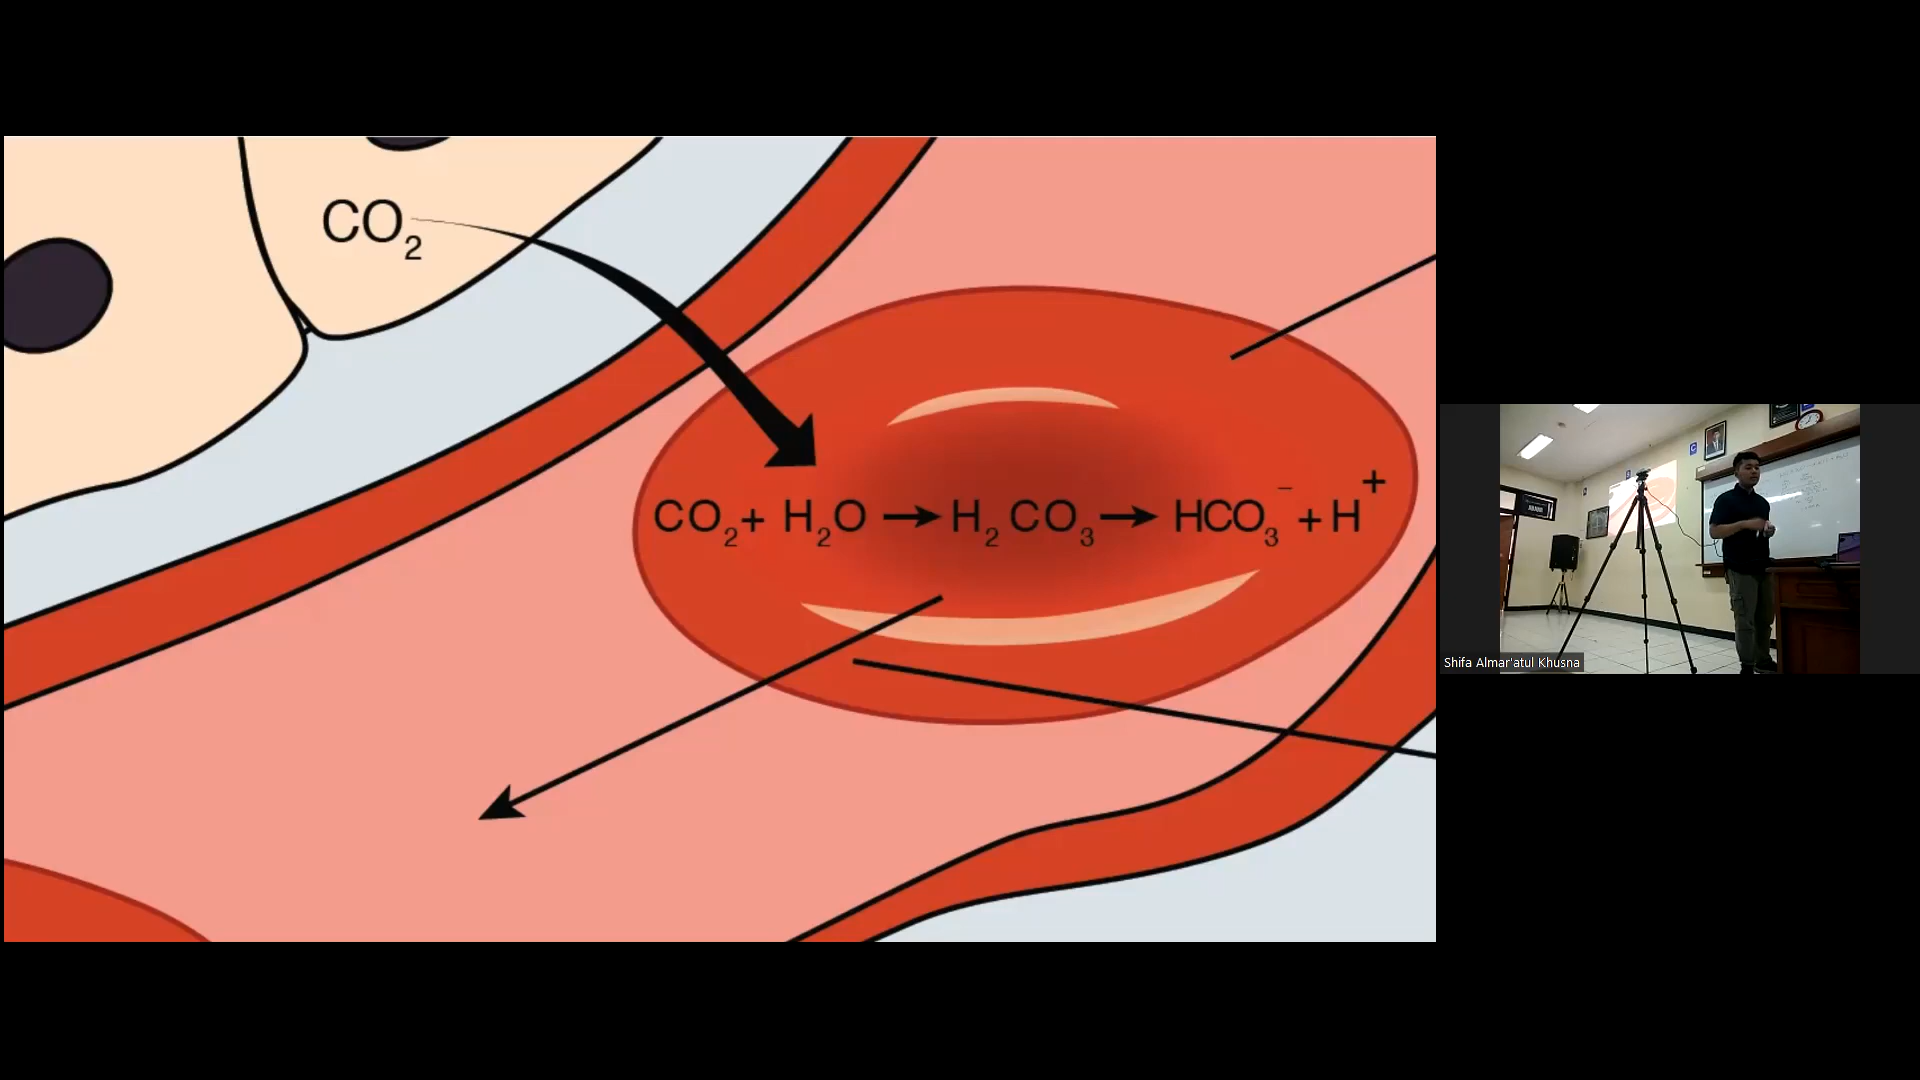 CO₂
CO₂+ H₂O → H₂CO₃ → HCO₃⁻ + H⁺
Shifa Almar'atul Khusna